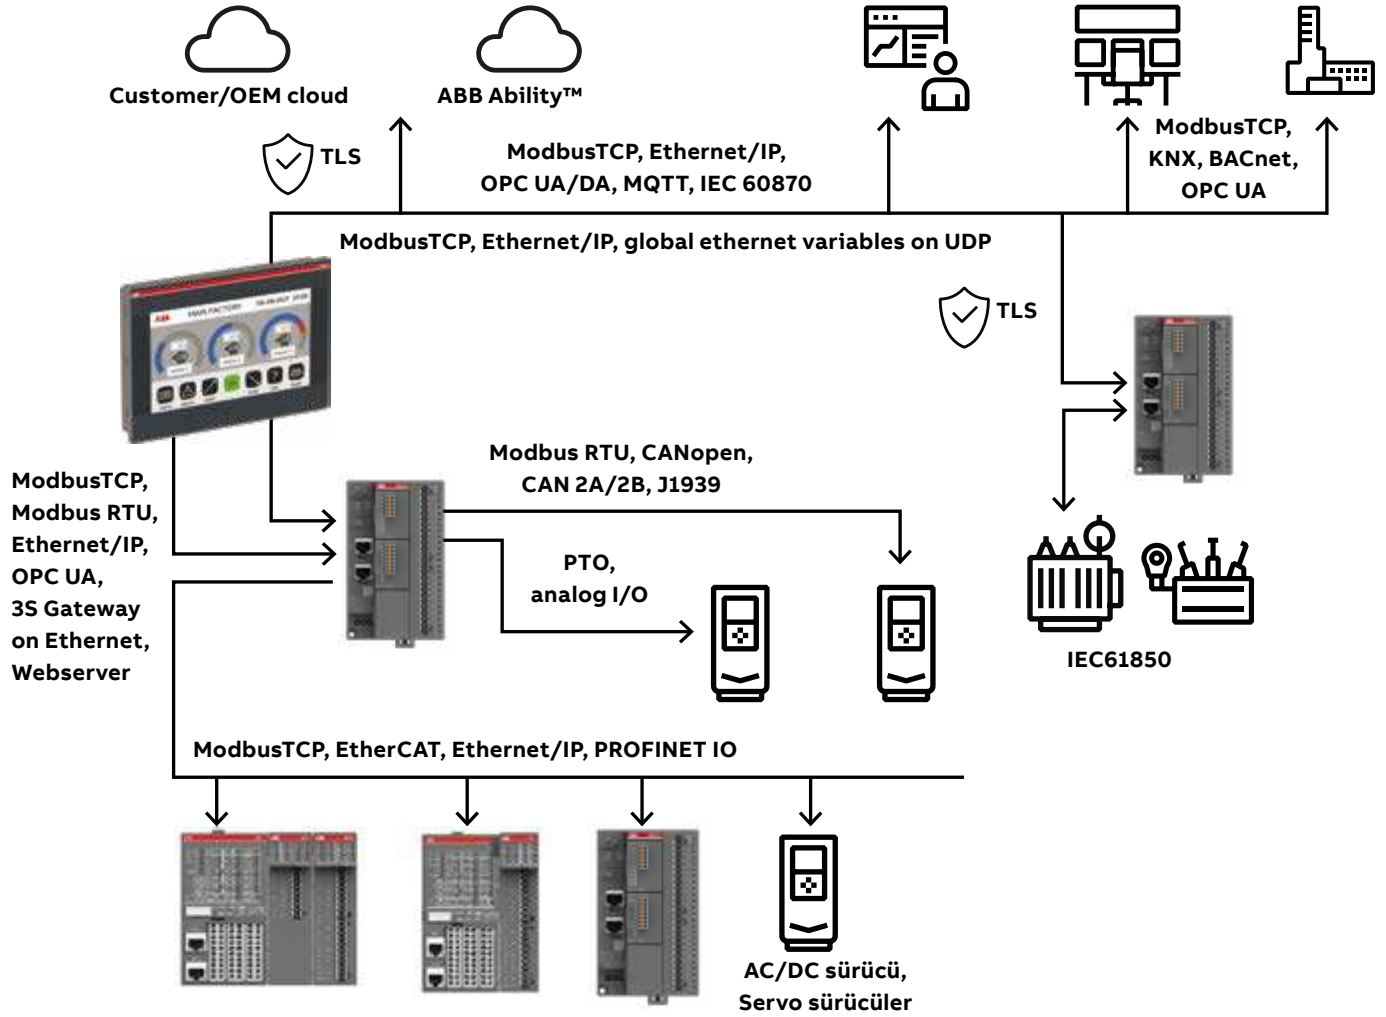 Customer/OEM cloud
ABB Ability™
TLS
ModbusTCP, Ethernet/IP,
OPC UA/DA, MQTT, IEC 60870
ModbusTCP,
KNX, BACnet,
OPC UA
ModbusTCP, Ethernet/IP, global ethernet variables on UDP
TLS
ABB
MAIN FACTORY
ModbusTCP,
Modbus RTU,
Ethernet/IP,
OPC UA,
3S Gateway
on Ethernet,
Webserver
Modbus RTU, CANopen,
CAN 2A/2B, J1939
PTO,
analog I/O
IEC61850
ModbusTCP, EtherCAT, Ethernet/IP, PROFINET IO
AC/DC sürücü,
Servo sürücüler